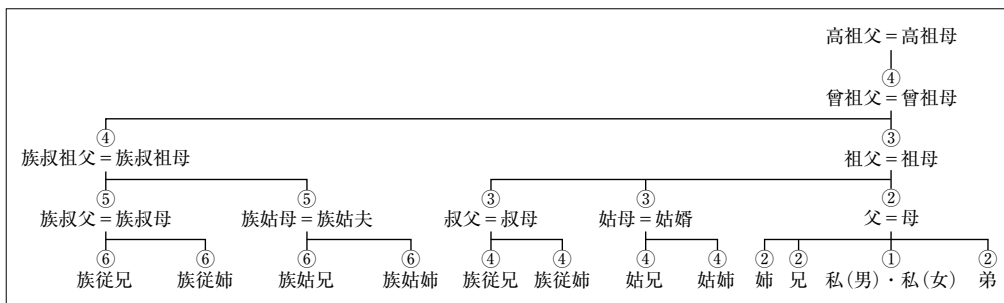 高祖父=高祖母
④
曾祖父=曾祖母
④ ③
族叔祖父=族叔祖母 祖父=祖母
⑤ ⑤ ③ ③ ②
族叔父=族叔母 族姑母=族姑夫 叔父=叔母 姑母=姑婿 父=母
⑥ ⑥ ⑥ ⑥ ④ ④ ④ ④ ② ② ① ②
族従兄 族従姉 族姑兄 族姑姉 族従兄 族従姉 姑兄 姑姉 姉 兄 私(男)・私(女) 弟